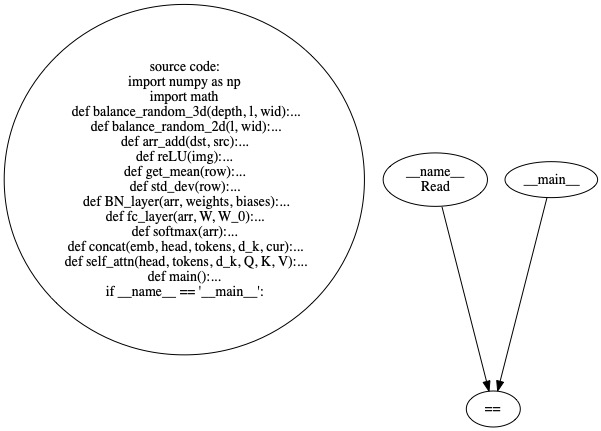 source code:
import numpy as np
import math
def balance_random_3d(depth, l, wid):...
def balance_random_2d(l, wid):...
def arr_add(dst, src):...
def reLU(img):...
def get_mean(row):...
def std_dev(row):...
def BN_layer(arr, weights, biases):...
def fc_layer(arr, W, W_0):...
def softmax(arr):...
def concat(emb, head, tokens, d_k, cur):...
def self_attn(head, tokens, d_k, Q, K, V):...
def main():...
if __name__ == '__main__':
__name__
Read
__main__
==